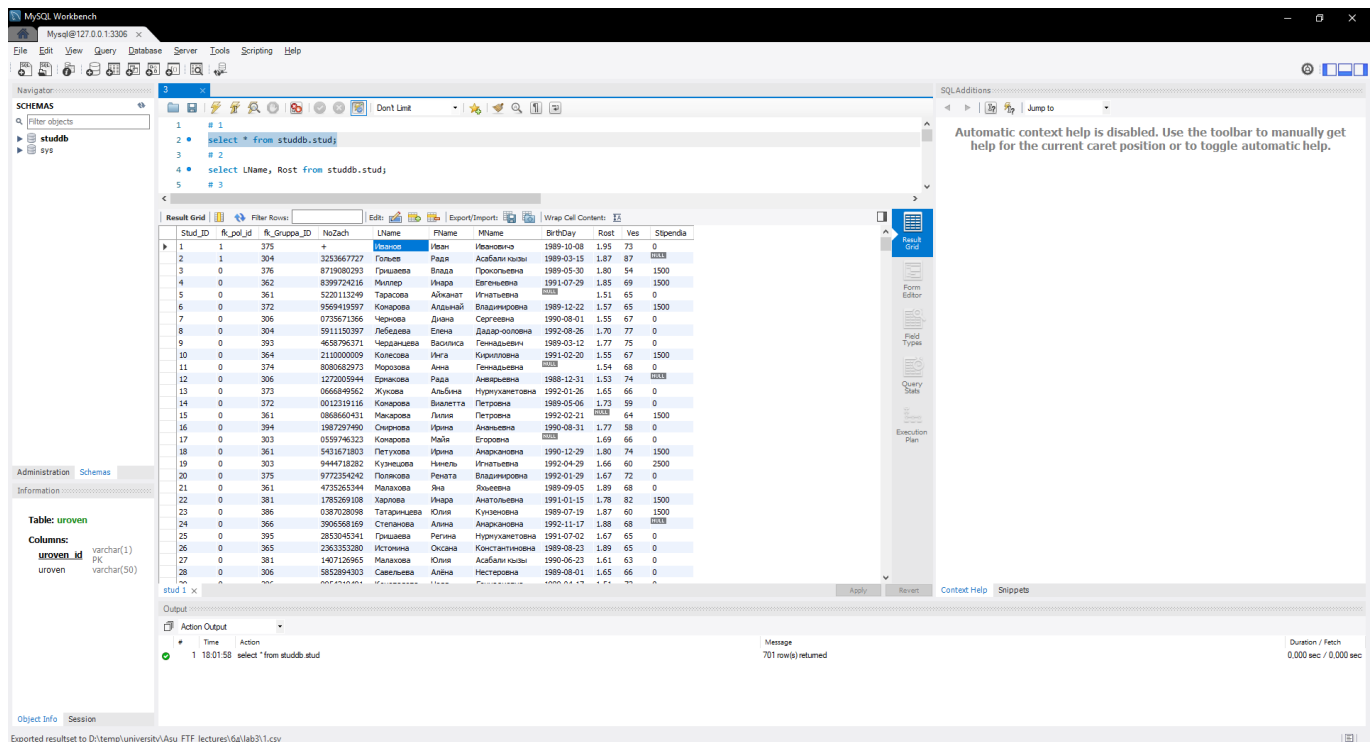 MySQL Workbench
Mysql@127.0.0.1:3306 ×
File Edit View Query Database Server Tools Scripting Help
Navigator
SCHEMAS
Filter objects
studdb
sys
Administration Schemas
Information
Table: uroven
Columns:
uroven_id varchar(1) PK
uroven varchar(50)
Object Info Session
3 ×
Don't Limit
1 # 1
2 select * from studdb.stud;
3 # 2
4 select LName, Rost from studdb.stud;
5 # 3
Result Grid Filter Rows: Edit: Export/Import: Wrap Cell Content:
Stud_ID fk_pol_id fk_Gruppa_ID NoZach LName FName MName BirthDay Rost Ves Stipendia
1 1 375 + Иванов Иван Ивановичэ 1989-10-08 1.95 73 0
2 1 304 3253667727 Гольев Радя Асабали кызы 1989-03-15 1.87 87 NULL
3 0 376 8719080293 Гришаева Влада Прокопьевна 1989-05-30 1.80 54 1500
4 0 362 8399724216 Миллер Инара Евгеньевна 1991-07-29 1.85 69 1500
5 0 361 5220113249 Тарасова Айжанат Игнатьевна NULL 1.51 65 0
6 0 372 9569419597 Комарова Алдынай Владимировна 1989-12-22 1.57 65 1500
7 0 306 0735671366 Чернова Диана Сергеевна 1990-08-01 1.55 67 0
8 0 304 5911150397 Лебедева Елена Дадар-ооловна 1992-08-26 1.70 77 0
9 0 393 4658796371 Черданцева Василиса Геннадьевич 1989-03-12 1.77 75 0
10 0 364 2110000009 Колесова Инга Кирилловна 1991-02-20 1.55 67 1500
11 0 374 8080682973 Морозова Анна Геннадьевна NULL 1.54 68 0
12 0 306 1272005944 Ермакова Рада Анвярьевна 1988-12-31 1.53 74 NULL
13 0 373 0666849562 Жукова Альбина Нурмухаметовна 1992-01-26 1.65 66 0
14 0 372 0012319116 Комарова Виалетта Петровна 1989-05-06 1.73 59 0
15 0 361 0868660431 Макарова Лилия Петровна 1992-02-21 NULL 64 1500
16 0 394 1987297490 Смирнова Ирина Ананьевна 1990-08-31 1.77 58 0
17 0 303 0559746323 Комарова Майя Егоровна NULL 1.69 66 0
18 0 361 5431671803 Петухова Ирина Амаркановна 1990-12-29 1.80 74 1500
19 0 303 9444718282 Кузнецова Нинель Игнатьевна 1992-04-29 1.66 60 2500
20 0 375 9772354242 Полякова Рената Владимировна 1992-01-29 1.67 72 0
21 0 361 4735265344 Малахова Яна Яхьеевна 1989-09-05 1.89 68 0
22 0 381 1785269108 Харлова Инара Анатольевна 1991-01-15 1.78 82 1500
23 0 386 0387028098 Татаринцева Юлия Кунзеновна 1989-07-19 1.87 60 1500
24 0 366 3906568169 Степанова Алина Амаркановна 1992-11-17 1.88 68 NULL
25 0 395 2853045341 Гришаева Регина Нурмухаметовна 1991-07-02 1.67 65 0
26 0 365 2363353280 Истомина Оксана Константиновна 1989-08-23 1.89 65 0
27 0 381 1407126965 Малахова Юлия Асабали кызы 1990-06-23 1.61 63 0
28 0 306 5852894303 Савельева Алёна Нестеровна 1989-08-01 1.65 66 0
Result Grid
Form Editor
Field Types
Query Stats
Execution Plan
stud 1 × Apply Revert
SQLAdditions
Jump to
Automatic context help is disabled. Use the toolbar to manually get
help for the current caret position or to toggle automatic help.
Context Help Snippets
Output
Action Output
# Time Action Message Duration / Fetch
1 18:01:58 select * from studdb.stud 701 row(s) returned 0,000 sec / 0,000 sec
Exported resultset to D:\temp\university\Asu_FTF_lectures\6q\lab3\1.csv